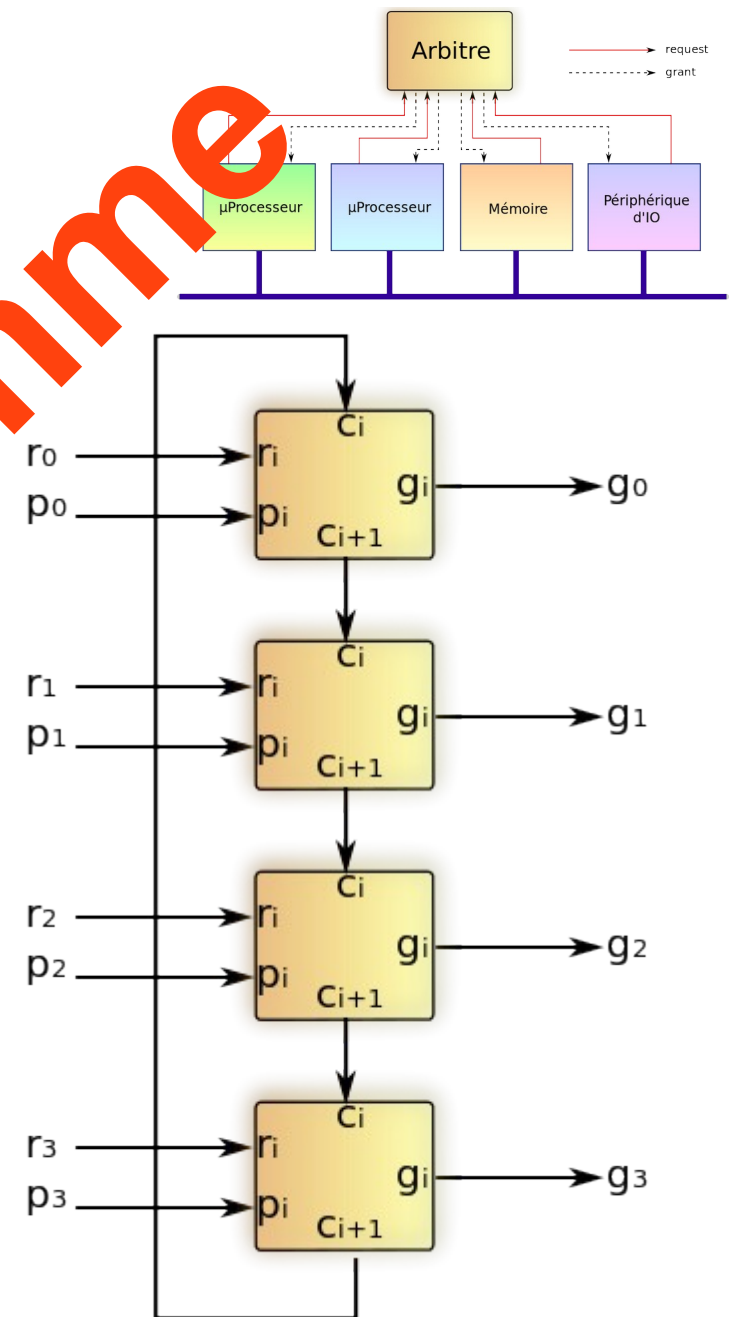 Arbitre
request
grant
µProcesseur
µProcesseur
Mémoire
Périphérique
d'IO
ci
r0
ri
gi
g0
p0
pi
ci+1
ci
r1
ri
gi
g1
p1
pi
ci+1
ci
r2
ri
gi
g2
p2
pi
ci+1
ci
r3
ri
gi
g3
p3
pi
ci+1